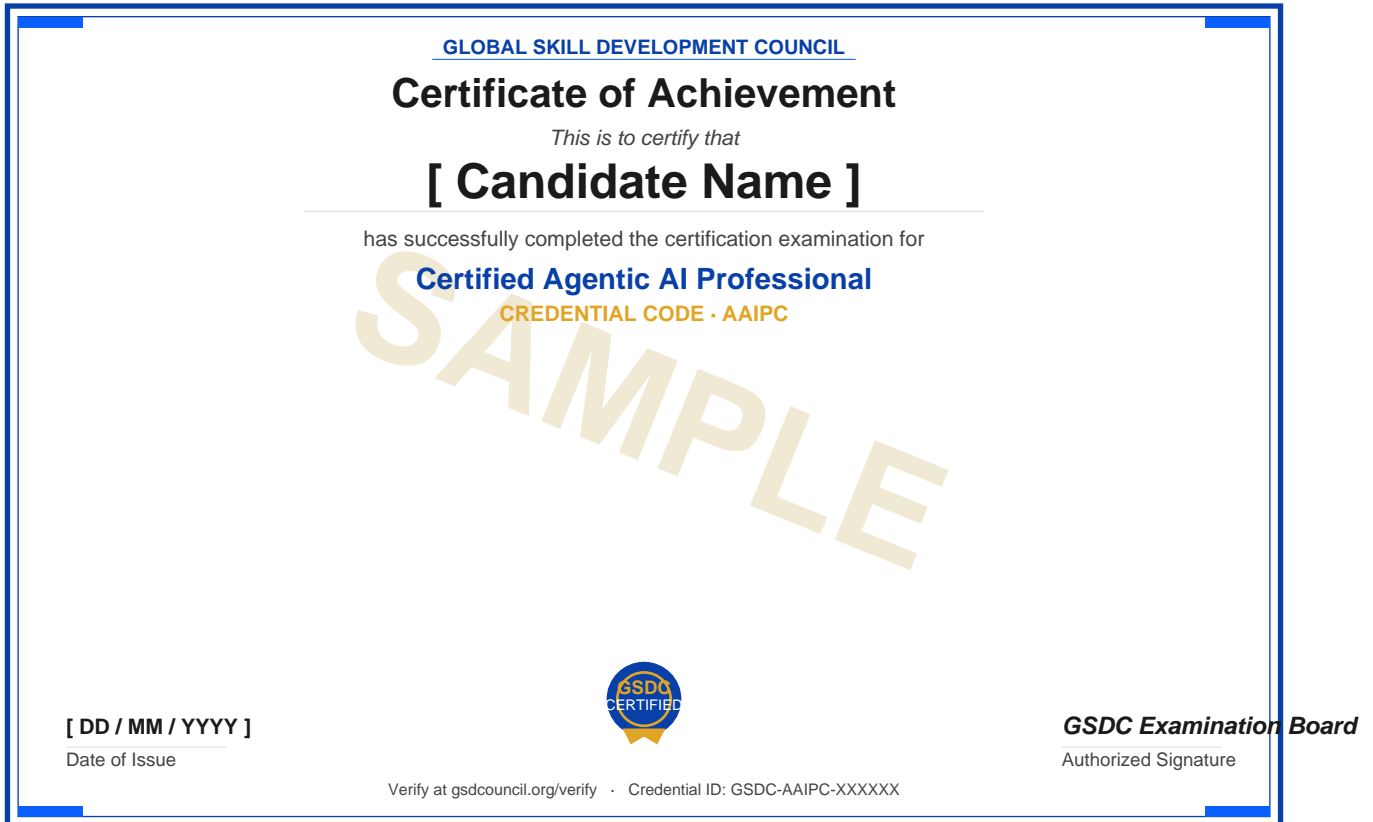 GLOBAL SKILL DEVELOPMENT COUNCIL
Certificate of Achievement
This is to certify that
[ Candidate Name ]
has successfully completed the certification examination for
Certified Agentic AI Professional
CREDENTIAL CODE · AAIPC
SAMPLE
GSDC
CERTIFIED
[ DD / MM / YYYY ]
Date of Issue
GSDC Examination Board
Authorized Signature
Verify at gsdcouncil.org/verify · Credential ID: GSDC-AAIPC-XXXXXX